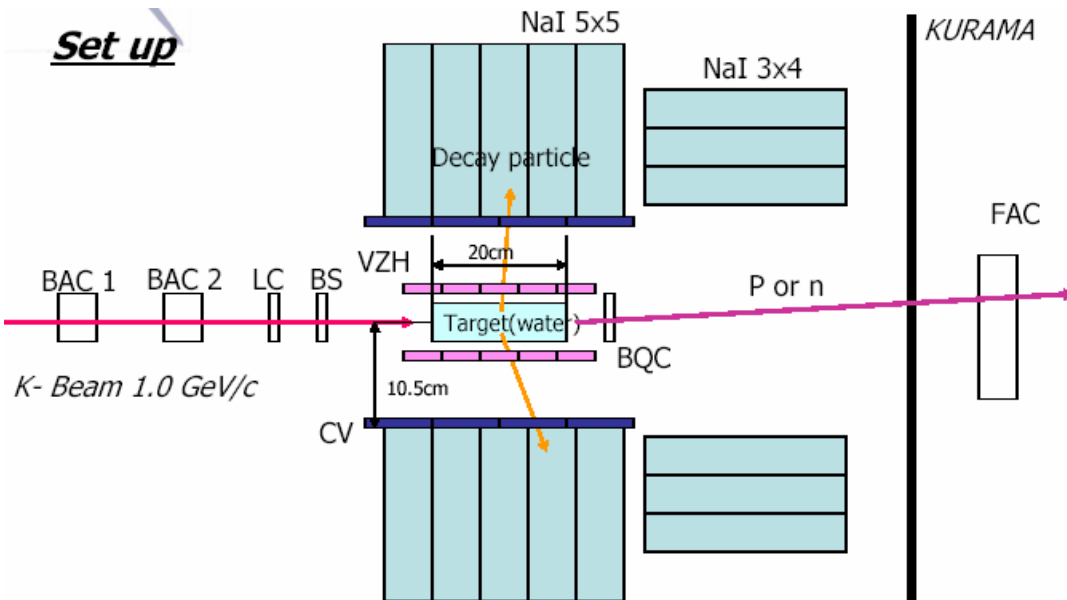 Set up
NaI 5x5
KURAMA
NaI 3x4
Decay particle
FAC
20cm
VZH
BAC 1
BAC 2
LC
BS
P or n
Target(water)
BQC
K- Beam 1.0 GeV/c
10.5cm
CV